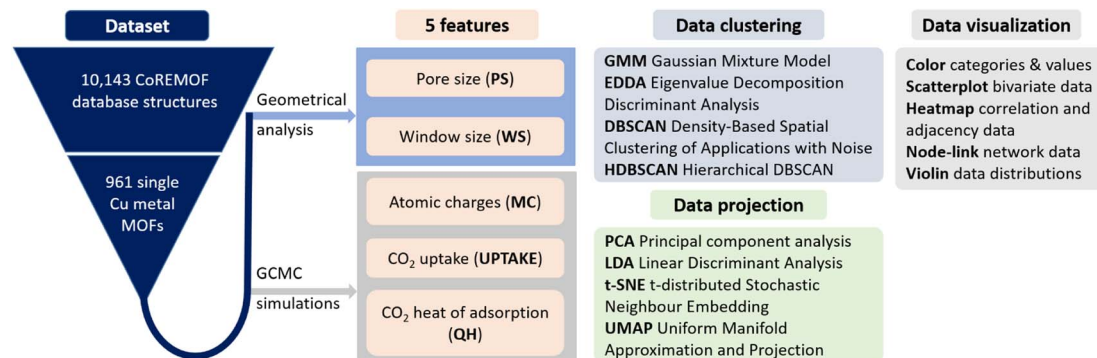 Dataset
10,143 CoREMOF
database structures
961 single
Cu metal
MOFs
Geometrical
analysis
GCMC
simulations
5 features
Pore size (PS)
Window size (WS)
Atomic charges (MC)
CO₂ uptake (UPTAKE)
CO₂ heat of adsorption
(QH)
Data clustering
GMM Gaussian Mixture Model
EDDA Eigenvalue Decomposition
Discriminant Analysis
DBSCAN Density-Based Spatial
Clustering of Applications with Noise
HDBSCAN Hierarchical DBSCAN
Data projection
PCA Principal component analysis
LDA Linear Discriminant Analysis
t-SNE t-distributed Stochastic
Neighbour Embedding
UMAP Uniform Manifold
Approximation and Projection
Data visualization
Color categories & values
Scatterplot bivariate data
Heatmap correlation and
adjacency data
Node-link network data
Violin data distributions